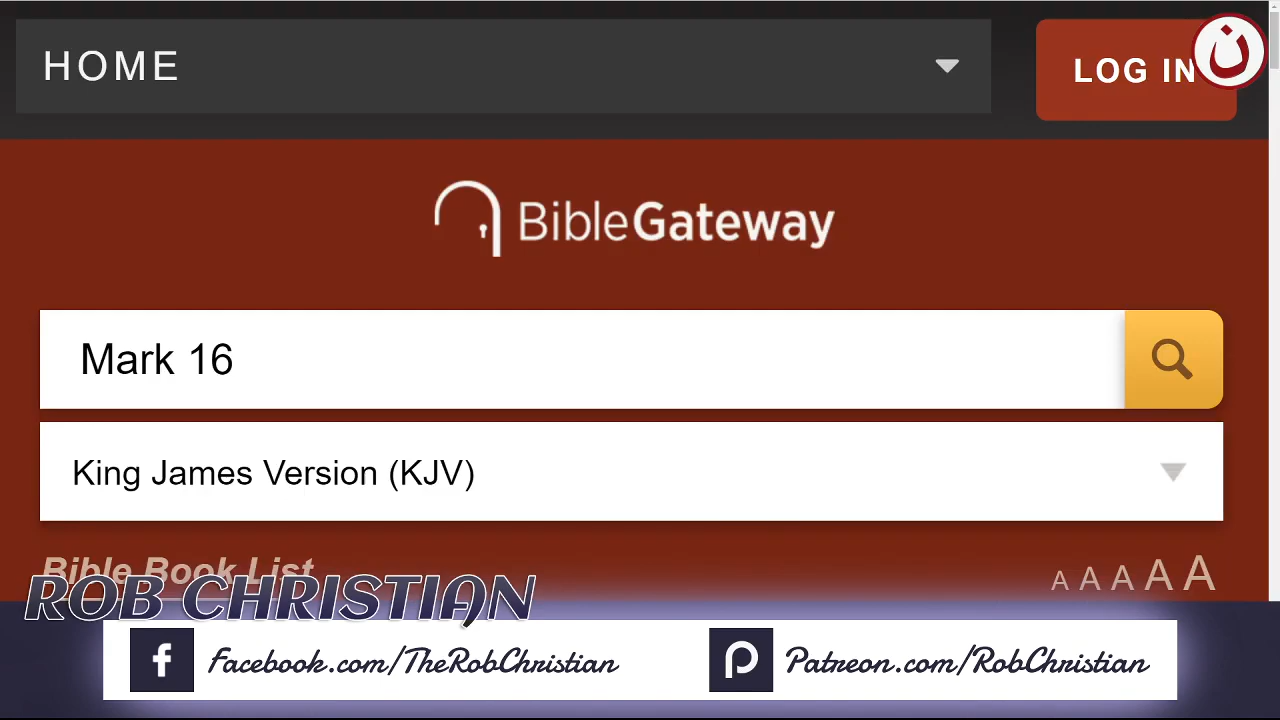 HOME
LOG IN
ن
BibleGateway
Mark 16
King James Version (KJV)
Bible Book List
A A A A A
ROB CHRISTIAN
Facebook.com/TheRobChristian
Patreon.com/RobChristian